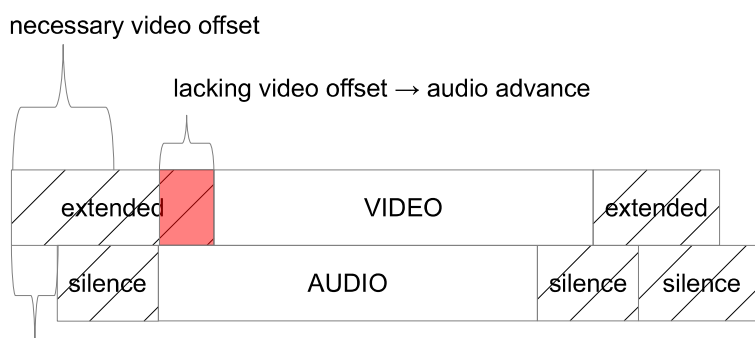 necessary video offset
lacking video offset → audio advance
extended VIDEO extended
silence AUDIO silence silence